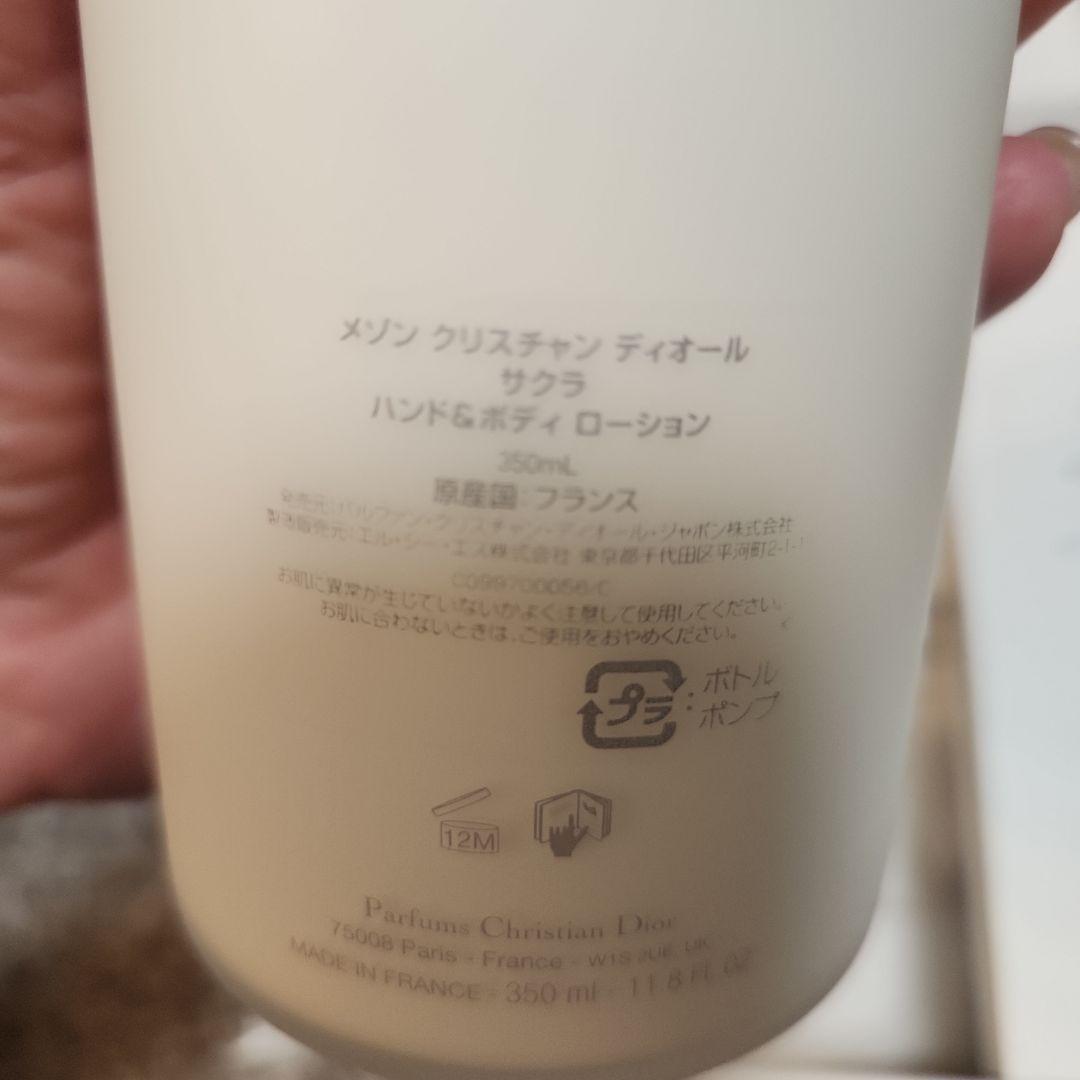 メゾン クリスチャン ディオール
サクラ
ハンド&ボディ ローション
350mL
原産国:フランス
発売元:パルファン・クリスチャン・ディオール・ジャポン株式会社
製造販売元:エル・シー・エス株式会社 東京都千代田区平河町2-1-1
C099700056/C
お肌に異常が生じていないかよく注意して使用してください。
お肌に合わないときは、ご使用をおやめください。
プラ : ボトル
ポンプ
12M
Parfums Christian Dior
75008 Paris - France - W1S 2UE, UK
MADE IN FRANCE - 350 ml - 11.8 FL. OZ